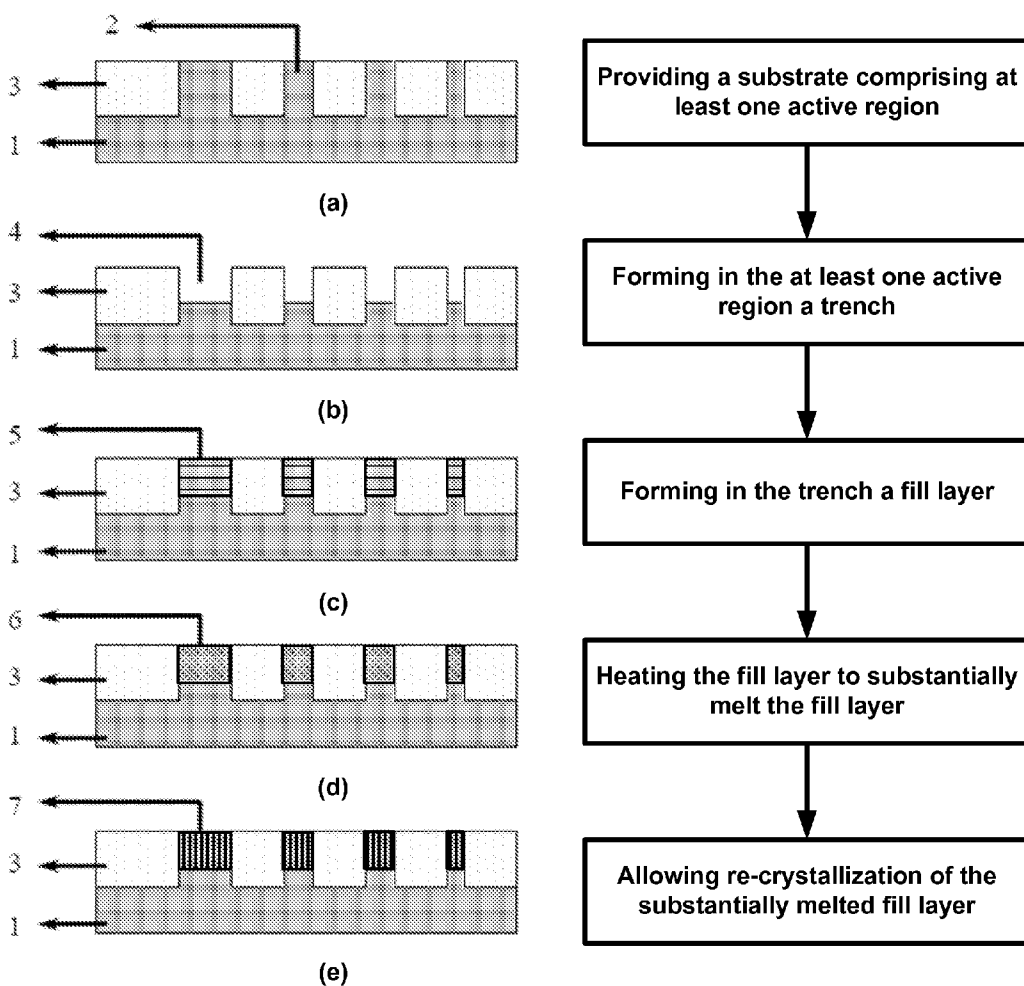 2
3
1
(a)
4
3
1
(b)
5
3
1
(c)
6
3
1
(d)
7
3
1
(e)
Providing a substrate comprising at
least one active region
Forming in the at least one active
region a trench
Forming in the trench a fill layer
Heating the fill layer to substantially
melt the fill layer
Allowing re-crystallization of the
substantially melted fill layer